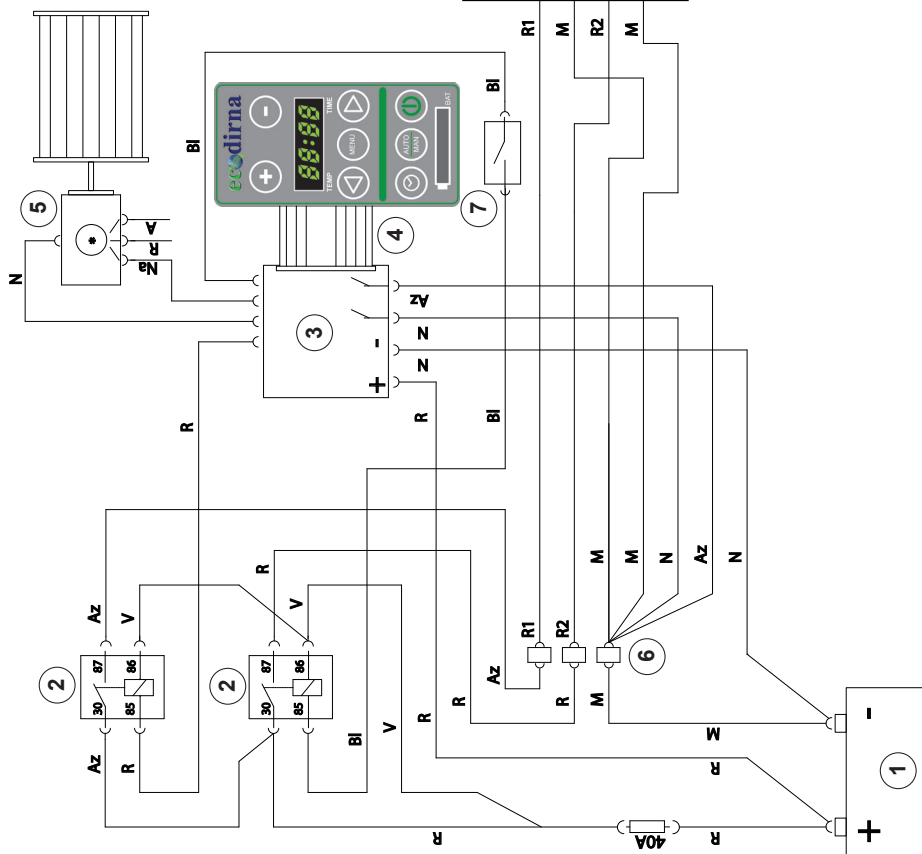 R1
M
R2
M
5
*
N
Na
R
A
Bl
ecodirna
+
-
88:88
TEMP
TIME
MENU
AUTO
MAN
BAT
Bl
7
4
3
+
-
R
N
N
Az
Bl
R
2
Az
V
30
87
85
86
Az
R
2
R
V
30
87
85
86
Bl
V
R
R
Az
R1
R
R2
M
6
M
M
N
Az
N
R
40A
R
R
M
1
+
-